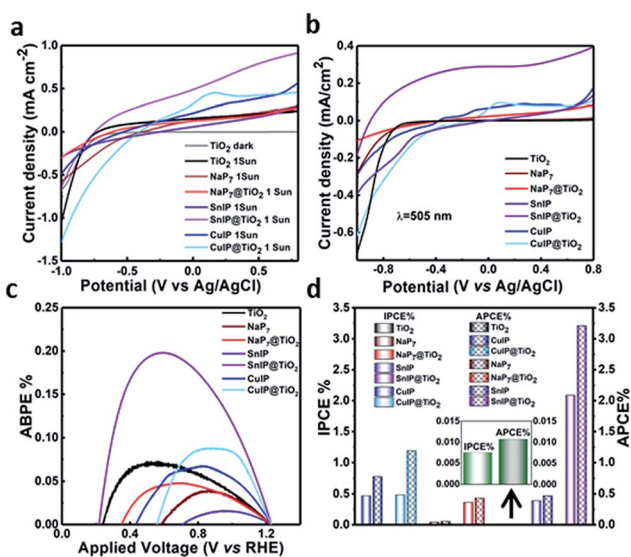 a
Current density (mA cm-2)
1.0
0.5
0.0
-0.5
-1.0
-1.5
-1.0
-0.5
0.0
0.5
Potential (V vs Ag/AgCl)
TiO2 dark
TiO2 1Sun
NaP7 1Sun
NaP7@TiO2 1 Sun
SnIP 1Sun
SnIP@TiO2 1 Sun
CuIP 1Sun
CuIP@TiO2 1 Sun
b
Current density (mA/cm2)
0.4
0.2
0.0
-0.2
-0.4
-0.6
-0.8
0.0
0.4
0.8
Potential (V vs Ag/AgCl)
λ=505 nm
TiO2
NaP7
NaP7@TiO2
SnIP
SnIP@TiO2
CuIP
CuIP@TiO2
c
ABPE %
0.25
0.20
0.15
0.10
0.05
0.00
0.0
0.3
0.6
0.9
1.2
Applied Voltage (V vs RHE)
TiO2
NaP7
NaP7@TiO2
SnIP
SnIP@TiO2
CuIP
CuIP@TiO2
d
IPCE %
3.5
3.0
2.5
2.0
1.5
1.0
0.5
0.0
IPCE%
TiO2
NaP7
NaP7@TiO2
SnIP
SnIP@TiO2
CuIP
CuIP@TiO2
APCE%
TiO2
CuIP
CuIP@TiO2
NaP7
NaP7@TiO2
SnIP
SnIP@TiO2
0.015
0.010
0.005
0.000
IPCE%
APCE%
0.015
0.010
0.005
0.000
3.5
3.0
2.5
2.0
1.5
1.0
0.5
0.0
APCE%